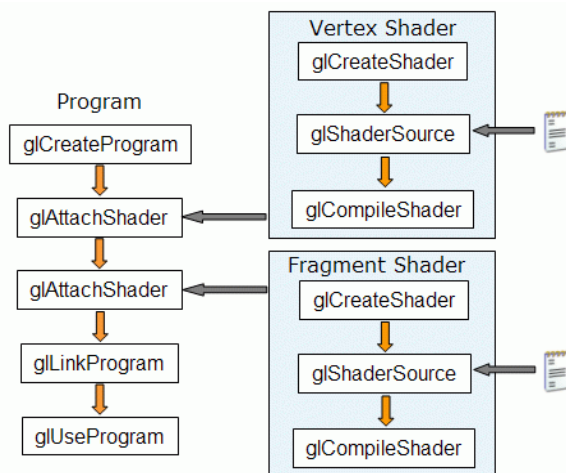 Program
glCreateProgram
glAttachShader
glAttachShader
glLinkProgram
glUseProgram
Vertex Shader
glCreateShader
glShaderSource
glCompileShader
Fragment Shader
glCreateShader
glShaderSource
glCompileShader